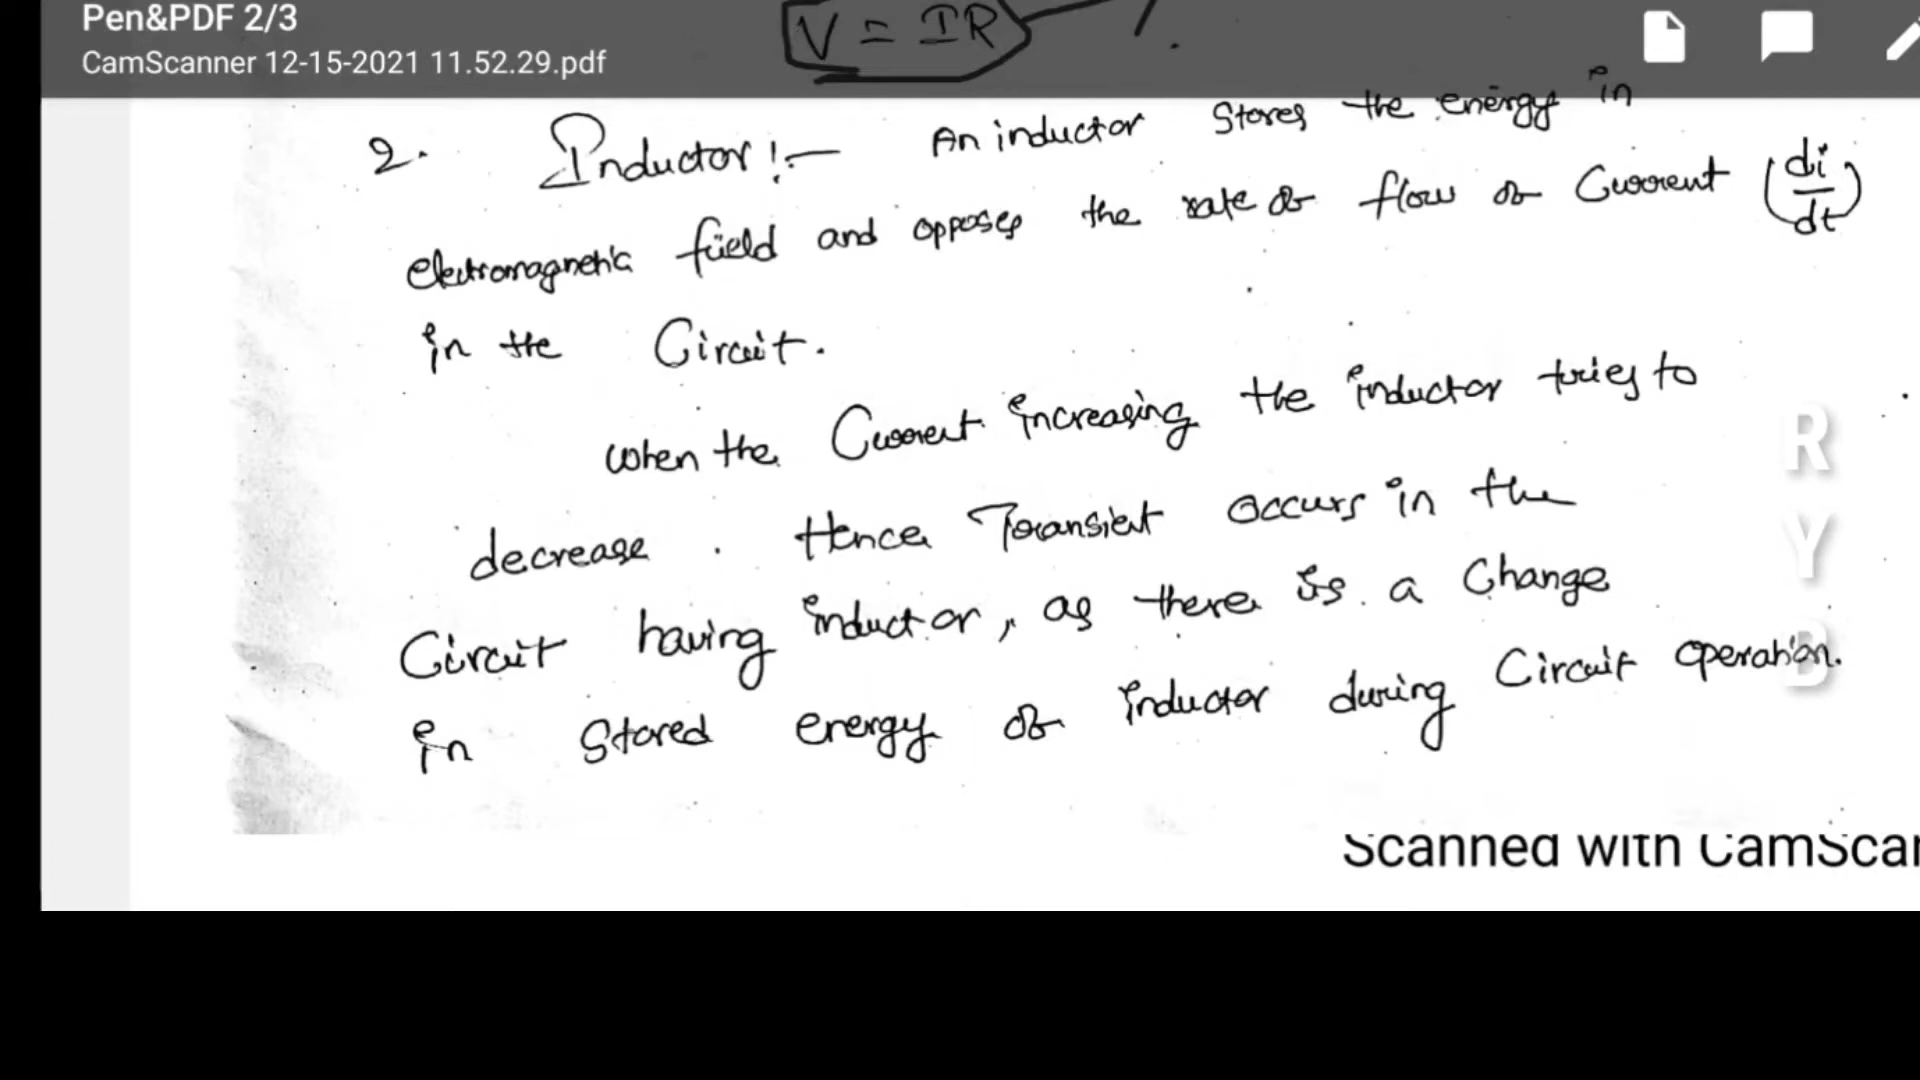 Pen&PDF 2/3
CamScanner 12-15-2021 11.52.29.pdf
V = IR
2. Inductor :- An inductor stores the energy in
electromagnetic field and opposes the rate of flow of Current (di/dt)
in the Circuit.
when the Current increasing the inductor tries to
decrease. Hence Transient occurs in the
Circuit having inductor, as there is a Change
in Stored energy of inductor during Circuit operation.
R
Y
B
Scanned with CamScan